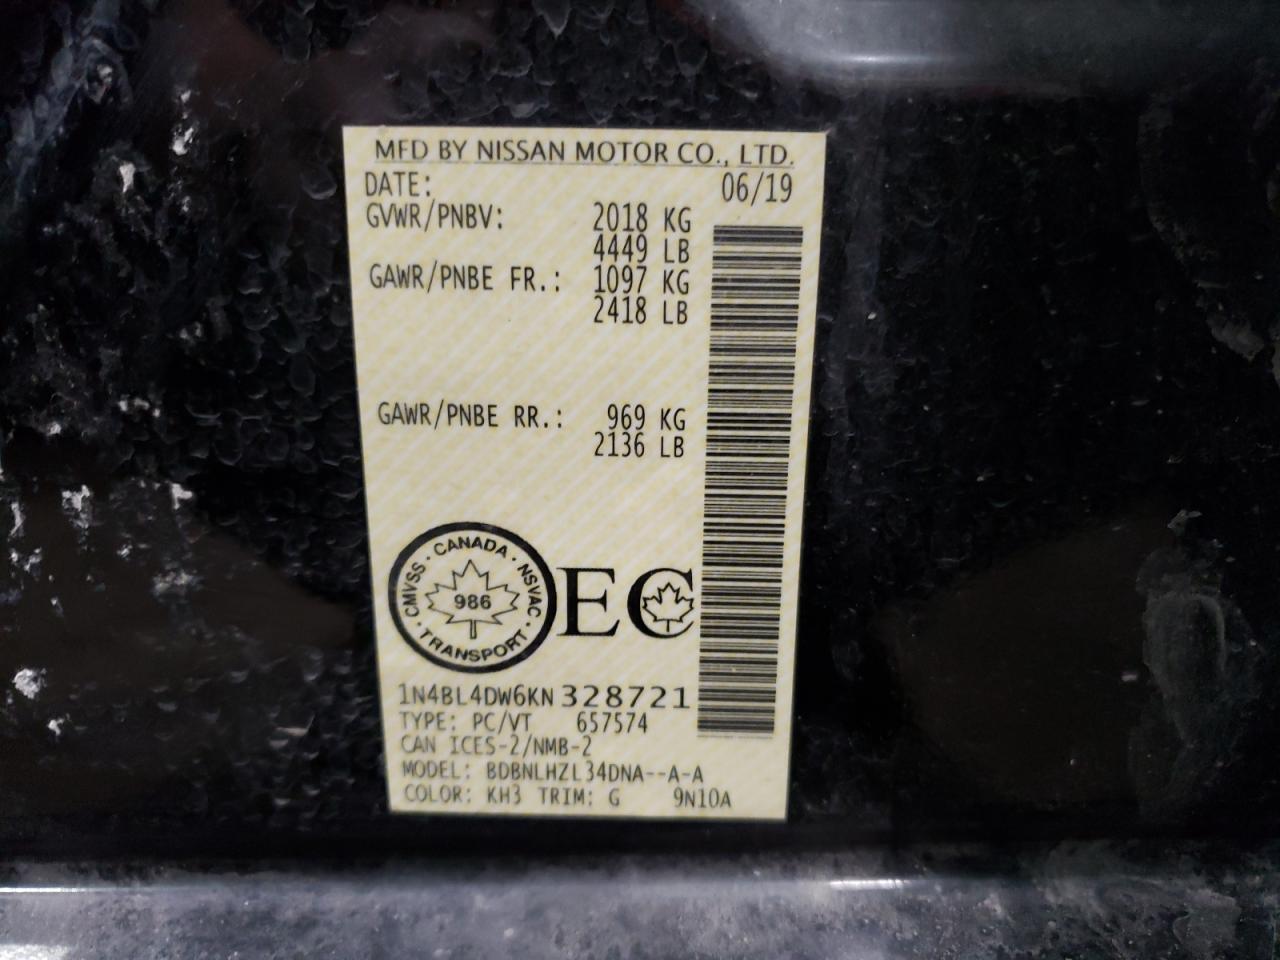 MFD BY NISSAN MOTOR CO., LTD.
DATE: 06/19
GVWR/PNBV: 2018 KG
4449 LB
GAWR/PNBE FR.: 1097 KG
2418 LB
GAWR/PNBE RR.: 969 KG
2136 LB
CMVSS · CANADA · NSVAC · TRANSPORT ·
986
EC
1N4BL4DW6KN328721
TYPE: PC/VT 657574
CAN ICES-2/NMB-2
MODEL: BDBNLHZL34DNA--A-A
COLOR: KH3 TRIM: G 9N10A